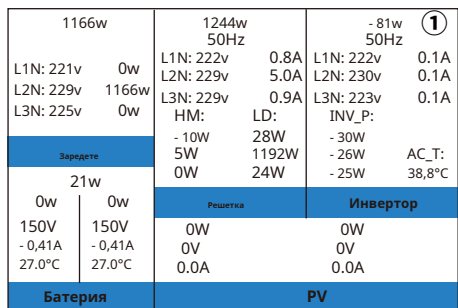 1166w
L1N: 221v 0w
L2N: 229v 1166w
L3N: 225v 0w
Заредете
1244w
50Hz
L1N: 222v 0.8A
L2N: 229v 5.0A
L3N: 229v 0.9A
HM: LD:
- 10W 28W
5W 1192W
0W 24W
Решетка
- 81w ①
50Hz
L1N: 222v 0.1A
L2N: 230v 0.1A
L3N: 223v 0.1A
INV_P:
- 30W
- 26W AC_T:
- 25W 38,8°C
Инвертор
21w
0w 0w
150V 150V
- 0,41A - 0,41A
27.0°C 27.0°C
Батерия
0W 0W
0V 0V
0.0A 0.0A
PV